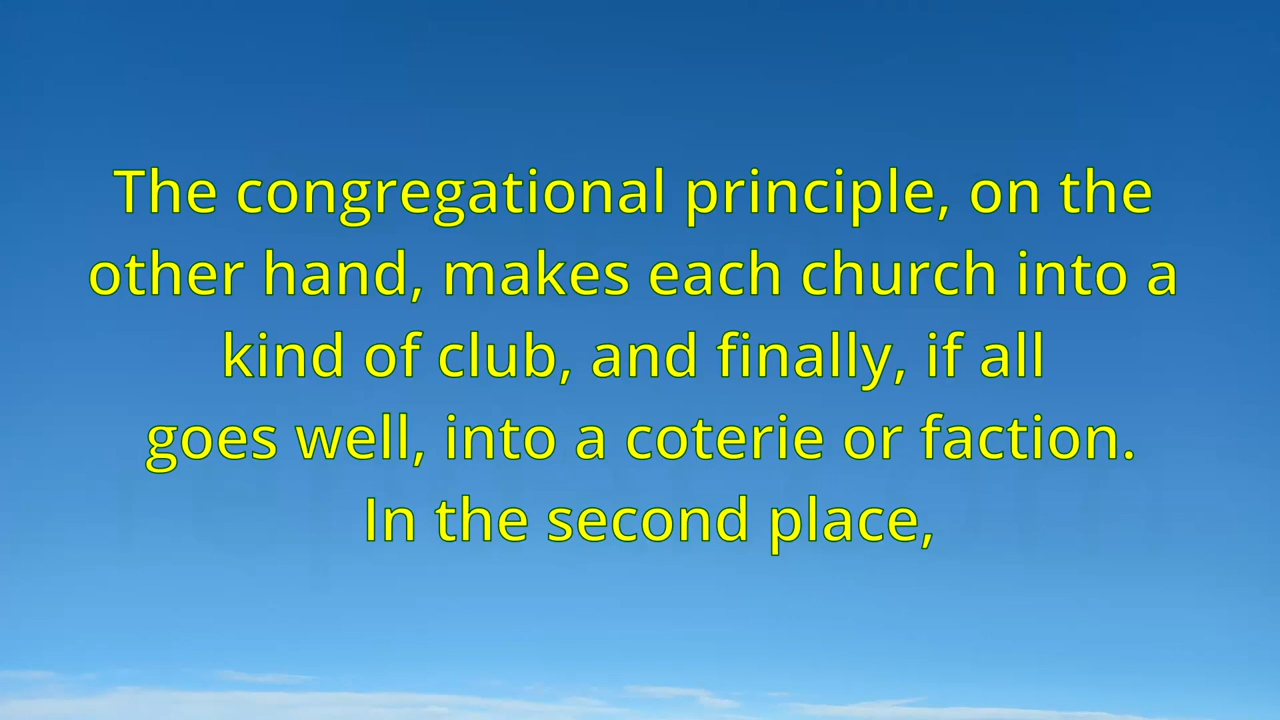 The congregational principle, on the
other hand, makes each church into a
kind of club, and finally, if all
goes well, into a coterie or faction.
In the second place,